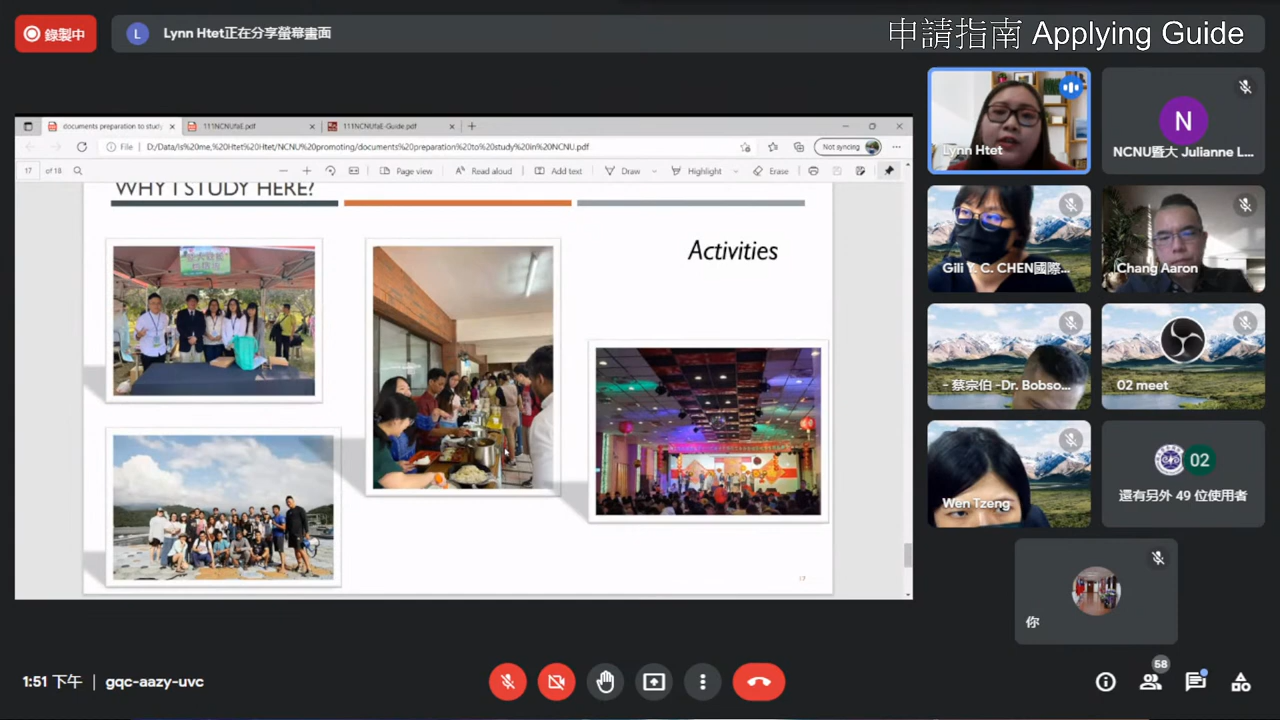 錄製中
L
Lynn Htet正在分享螢幕畫面
申請指南 Applying Guide
documents preparation to study
111NCNUfaE.pdf
111NCNUfaE-Guide.pdf
File
D:/Data/Is%20me,%20Htet%20Htet/NCNU%20promoting/documents%20preparation%20to%20study%20in%20NCNU.pdf
Not syncing
17 of 18
Page view
Read aloud
Add text
Draw
Highlight
Erase
WHY I STUDY HERE?
Activities
17
Lynn Htet
N
NCNU暨大 Julianne L...
Gili Y. C. CHEN國際...
Chang Aaron
- 蔡宗伯 -Dr. Bobso...
02 meet
Wen Tzeng
02
還有另外 49 位使用者
你
1:51 下午 | gqc-aazy-uvc
58